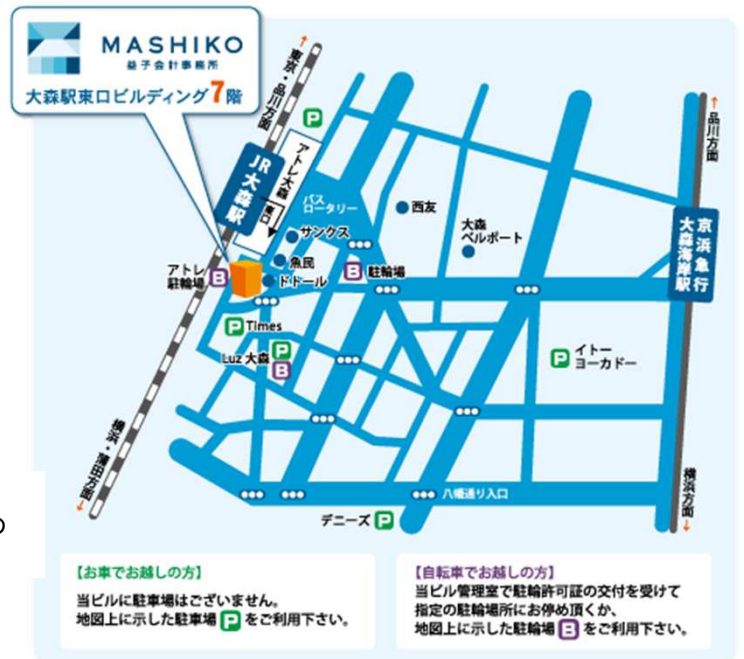 MASHIKO
益子会計事務所
大森駅東口ビルディング7階
東京・品川方面
P
アトレ大森
JR大森駅
東口
バス
ロータリー
サンクス
魚民
ドトール
アトレ
駐輪場
B
B
駐輪場
西友
大森
ベルポート
品川方面
京浜急行
大森海岸駅
P Times
Luz 大森
P
B
P
イトー
ヨーカドー
横浜・蒲田方面
八幡通り入口
デニーズ P
横浜方面
の
【お車でお越しの方】
当ビルに駐車場はございません。
地図上に示した駐車場 P をご利用下さい。
【自転車でお越しの方】
当ビル管理室で駐輪許可証の交付を受けて
指定の駐輪場所にお停め頂くか、
地図上に示した駐輪場 B をご利用下さい。